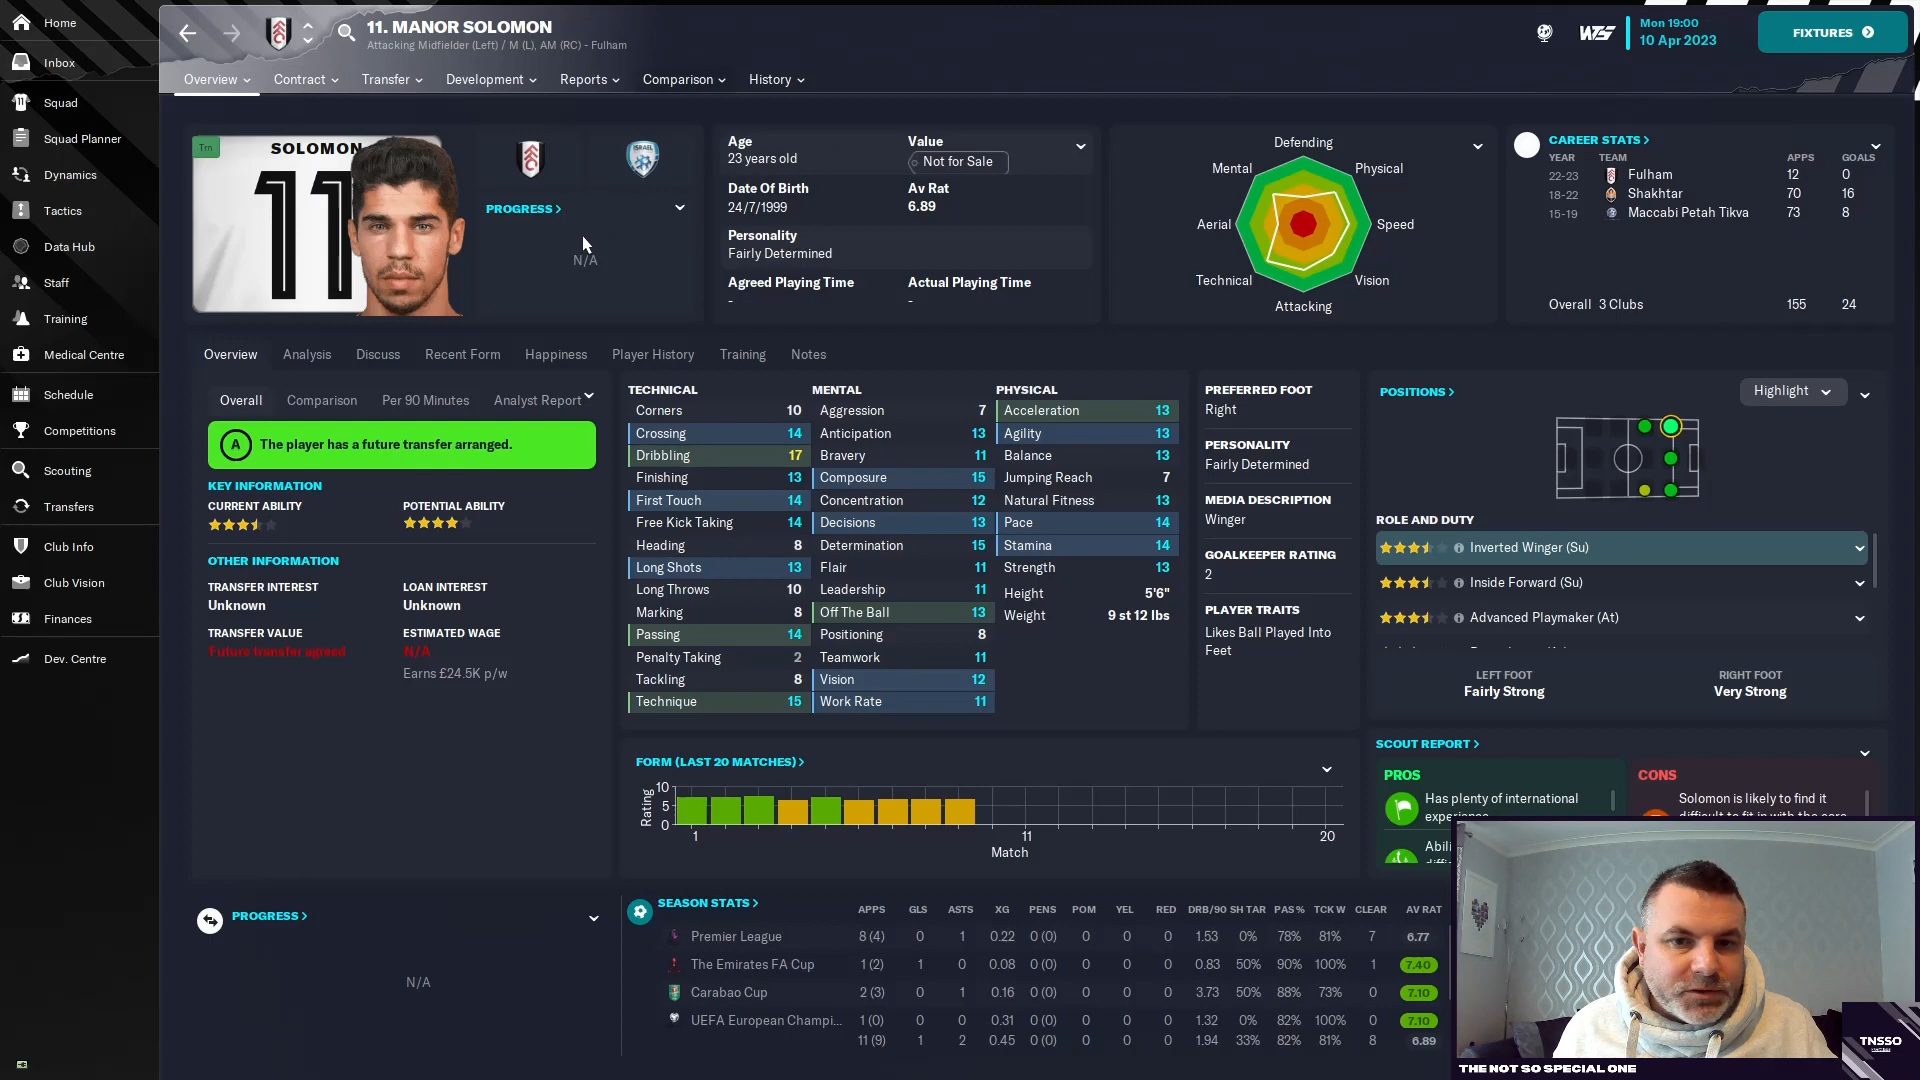 Home
Inbox
Squad
Squad Planner
Dynamics
Tactics
Data Hub
Staff
Training
Medical Centre
Schedule
Competitions
Scouting
Transfers
Club Info
Club Vision
Finances
Dev. Centre
11. MANOR SOLOMON
Attacking Midfielder (Left) / M (L), AM (RC) - Fulham
Mon 19:00
10 Apr 2023
FIXTURES
Overview Contract Transfer Development Reports Comparison History
Trn
SOLOMON
11
ISRAEL
PROGRESS >
N/A
Age
23 years old
Value
Not for Sale
Date Of Birth
24/7/1999
Av Rat
6.89
Personality
Fairly Determined
Agreed Playing Time
-
Actual Playing Time
-
Defending
Physical
Speed
Vision
Attacking
Technical
Aerial
Mental
CAREER STATS >
YEAR TEAM APPS GOALS
22-23 Fulham 12 0
18-22 Shakhtar 70 16
15-19 Maccabi Petah Tikva 73 8
Overall 3 Clubs 155 24
Overview Analysis Discuss Recent Form Happiness Player History Training Notes
Overall Comparison Per 90 Minutes Analyst Report
A The player has a future transfer arranged.
KEY INFORMATION
CURRENT ABILITY POTENTIAL ABILITY
OTHER INFORMATION
TRANSFER INTEREST LOAN INTEREST
Unknown Unknown
TRANSFER VALUE ESTIMATED WAGE
Future transfer agreed N/A
Earns £24.5K p/w
TECHNICAL
Corners 10
Crossing 14
Dribbling 17
Finishing 13
First Touch 14
Free Kick Taking 14
Heading 8
Long Shots 13
Long Throws 10
Marking 8
Passing 14
Penalty Taking 2
Tackling 8
Technique 15
MENTAL
Aggression 7
Anticipation 13
Bravery 11
Composure 15
Concentration 12
Decisions 13
Determination 15
Flair 11
Leadership 11
Off The Ball 13
Positioning 8
Teamwork 11
Vision 12
Work Rate 11
PHYSICAL
Acceleration 13
Agility 13
Balance 13
Jumping Reach 7
Natural Fitness 13
Pace 14
Stamina 14
Strength 13
Height 5'6"
Weight 9 st 12 lbs
PREFERRED FOOT
Right
PERSONALITY
Fairly Determined
MEDIA DESCRIPTION
Winger
GOALKEEPER RATING
2
PLAYER TRAITS
Likes Ball Played Into
Feet
POSITIONS >
Highlight
ROLE AND DUTY
Inverted Winger (Su)
Inside Forward (Su)
Advanced Playmaker (At)
LEFT FOOT RIGHT FOOT
Fairly Strong Very Strong
FORM (LAST 20 MATCHES) >
Rating
10
5
0
1 11 20
Match
SCOUT REPORT >
PROS
Has plenty of international
CONS
Solomon is likely to find it
PROGRESS >
N/A
SEASON STATS > APPS GLS ASTS XG PENS POM YEL RED DRB/90 SH TAR PAS % TCK W CLEAR AV RAT
Premier League 8 (4) 0 1 0.22 0 (0) 0 0 0 1.53 0% 78% 81% 7 6.77
The Emirates FA Cup 1 (2) 1 0 0.08 0 (0) 0 0 0 0.83 50% 90% 100% 1 7.40
Carabao Cup 2 (3) 0 1 0.16 0 (0) 0 0 0 3.73 50% 88% 73% 0 7.10
UEFA European Champi... 1 (0) 0 0 0.31 0 (0) 0 0 0 1.32 0% 82% 100% 0 7.10
11 (9) 1 2 0.45 0 (0) 0 0 0 1.94 33% 82% 81% 8 6.89
TNSSO
THE NOT SO SPECIAL ONE